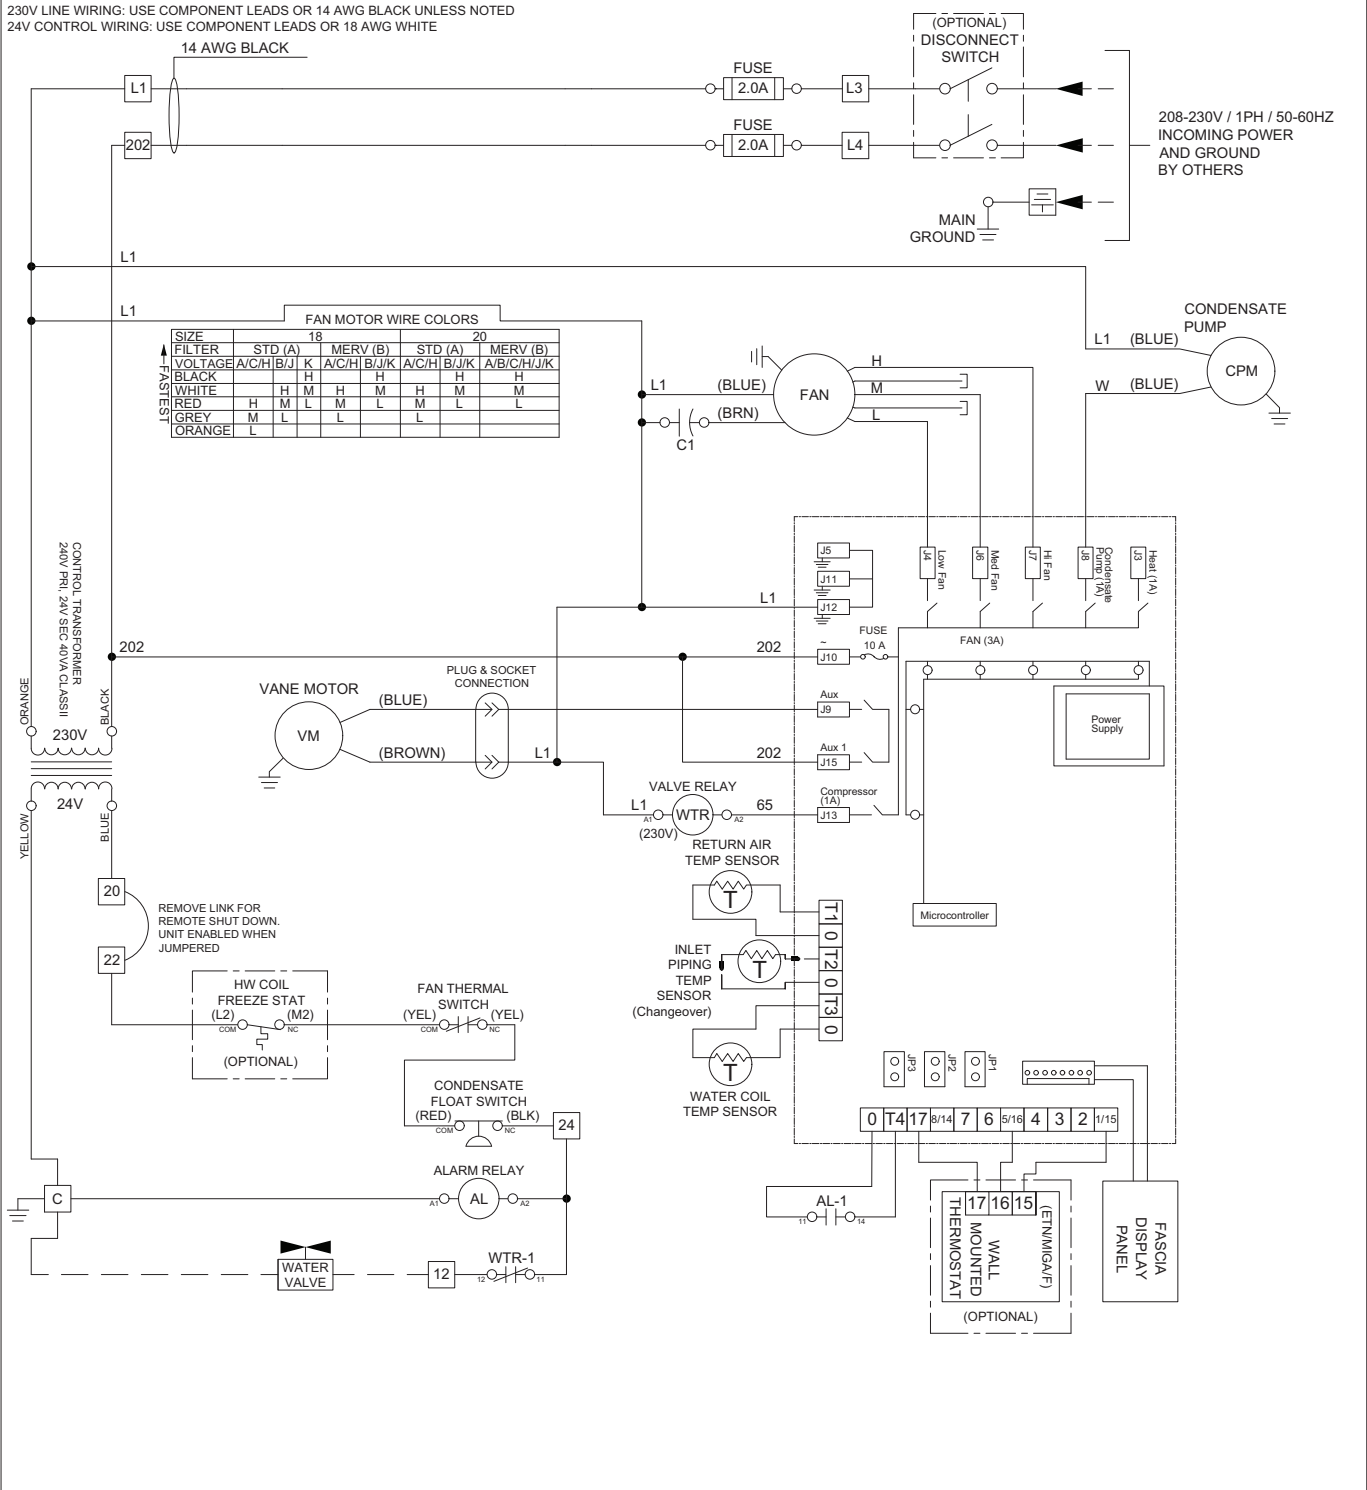 230V LINE WIRING: USE COMPONENT LEADS OR 14 AWG BLACK UNLESS NOTED
24V CONTROL WIRING: USE COMPONENT LEADS OR 18 AWG WHITE
14 AWG BLACK
(OPTIONAL)
DISCONNECT
SWITCH
L1
FUSE
2.0A
L3
202
FUSE
2.0A
L4
208-230V / 1PH / 50-60HZ
INCOMING POWER
AND GROUND
BY OTHERS
MAIN
GROUND
L1
L1
FAN MOTOR WIRE COLORS
SIZE 18 20
FILTER STD (A) MERV (B) STD (A) MERV (B)
VOLTAGE A/C/H B/J K A/C/H B/J/K A/C/H B/J/K A/B/C/H/J/K
BLACK H H H H
WHITE H M H M H M M
RED H M L M L M L L
GREY M L L L
ORANGE L
FASTEST
CONDENSATE
PUMP
L1 (BLUE)
CPM
W (BLUE)
L1 (BLUE)
FAN
H
M
L
(BRN)
C1
CONTROL TRANSFORMER
240V PRI, 24V SEC 40VA CLASSII
ORANGE
BLACK
230V
24V
YELLOW
BLUE
202
J5
J11
L1
J12
J4
Low Fan
J6
Med Fan
J7
Hi Fan
J8
Condensate
Pump (1A)
J3
Heat (1A)
202
~
J10
FUSE
10 A
FAN (3A)
VANE MOTOR
VM
(BLUE)
(BROWN)
PLUG & SOCKET
CONNECTION
L1
Aux
J9
202
Aux 1
J15
Power
Supply
VALVE RELAY
L1
A1
WTR
A2
65
(230V)
Compressor
(1A)
J13
RETURN AIR
TEMP SENSOR
T
INLET
PIPING
TEMP
SENSOR
(Changeover)
T
T1
0
T2
0
T3
0
Microcontroller
T
WATER COIL
TEMP SENSOR
20
22
REMOVE LINK FOR
REMOTE SHUT DOWN.
UNIT ENABLED WHEN
JUMPERED
HW COIL
FREEZE STAT
(L2)
(M2)
COM
NC
(OPTIONAL)
FAN THERMAL
SWITCH
(YEL)
(YEL)
COM
NC
CONDENSATE
FLOAT SWITCH
(RED)
(BLK)
COM
NC
24
JP3
JP2
JP1
0 T4 17 8/14 7 6 5/16 4 3 2 1/15
C
ALARM RELAY
A1
AL
A2
AL-1
11
14
WATER
VALVE
12
WTR-1
12
11
17 16 15
WALL
MOUNTED
THERMOSTAT
(ETN/MIGA/F)
(OPTIONAL)
FASCIA
DISPLAY
PANEL